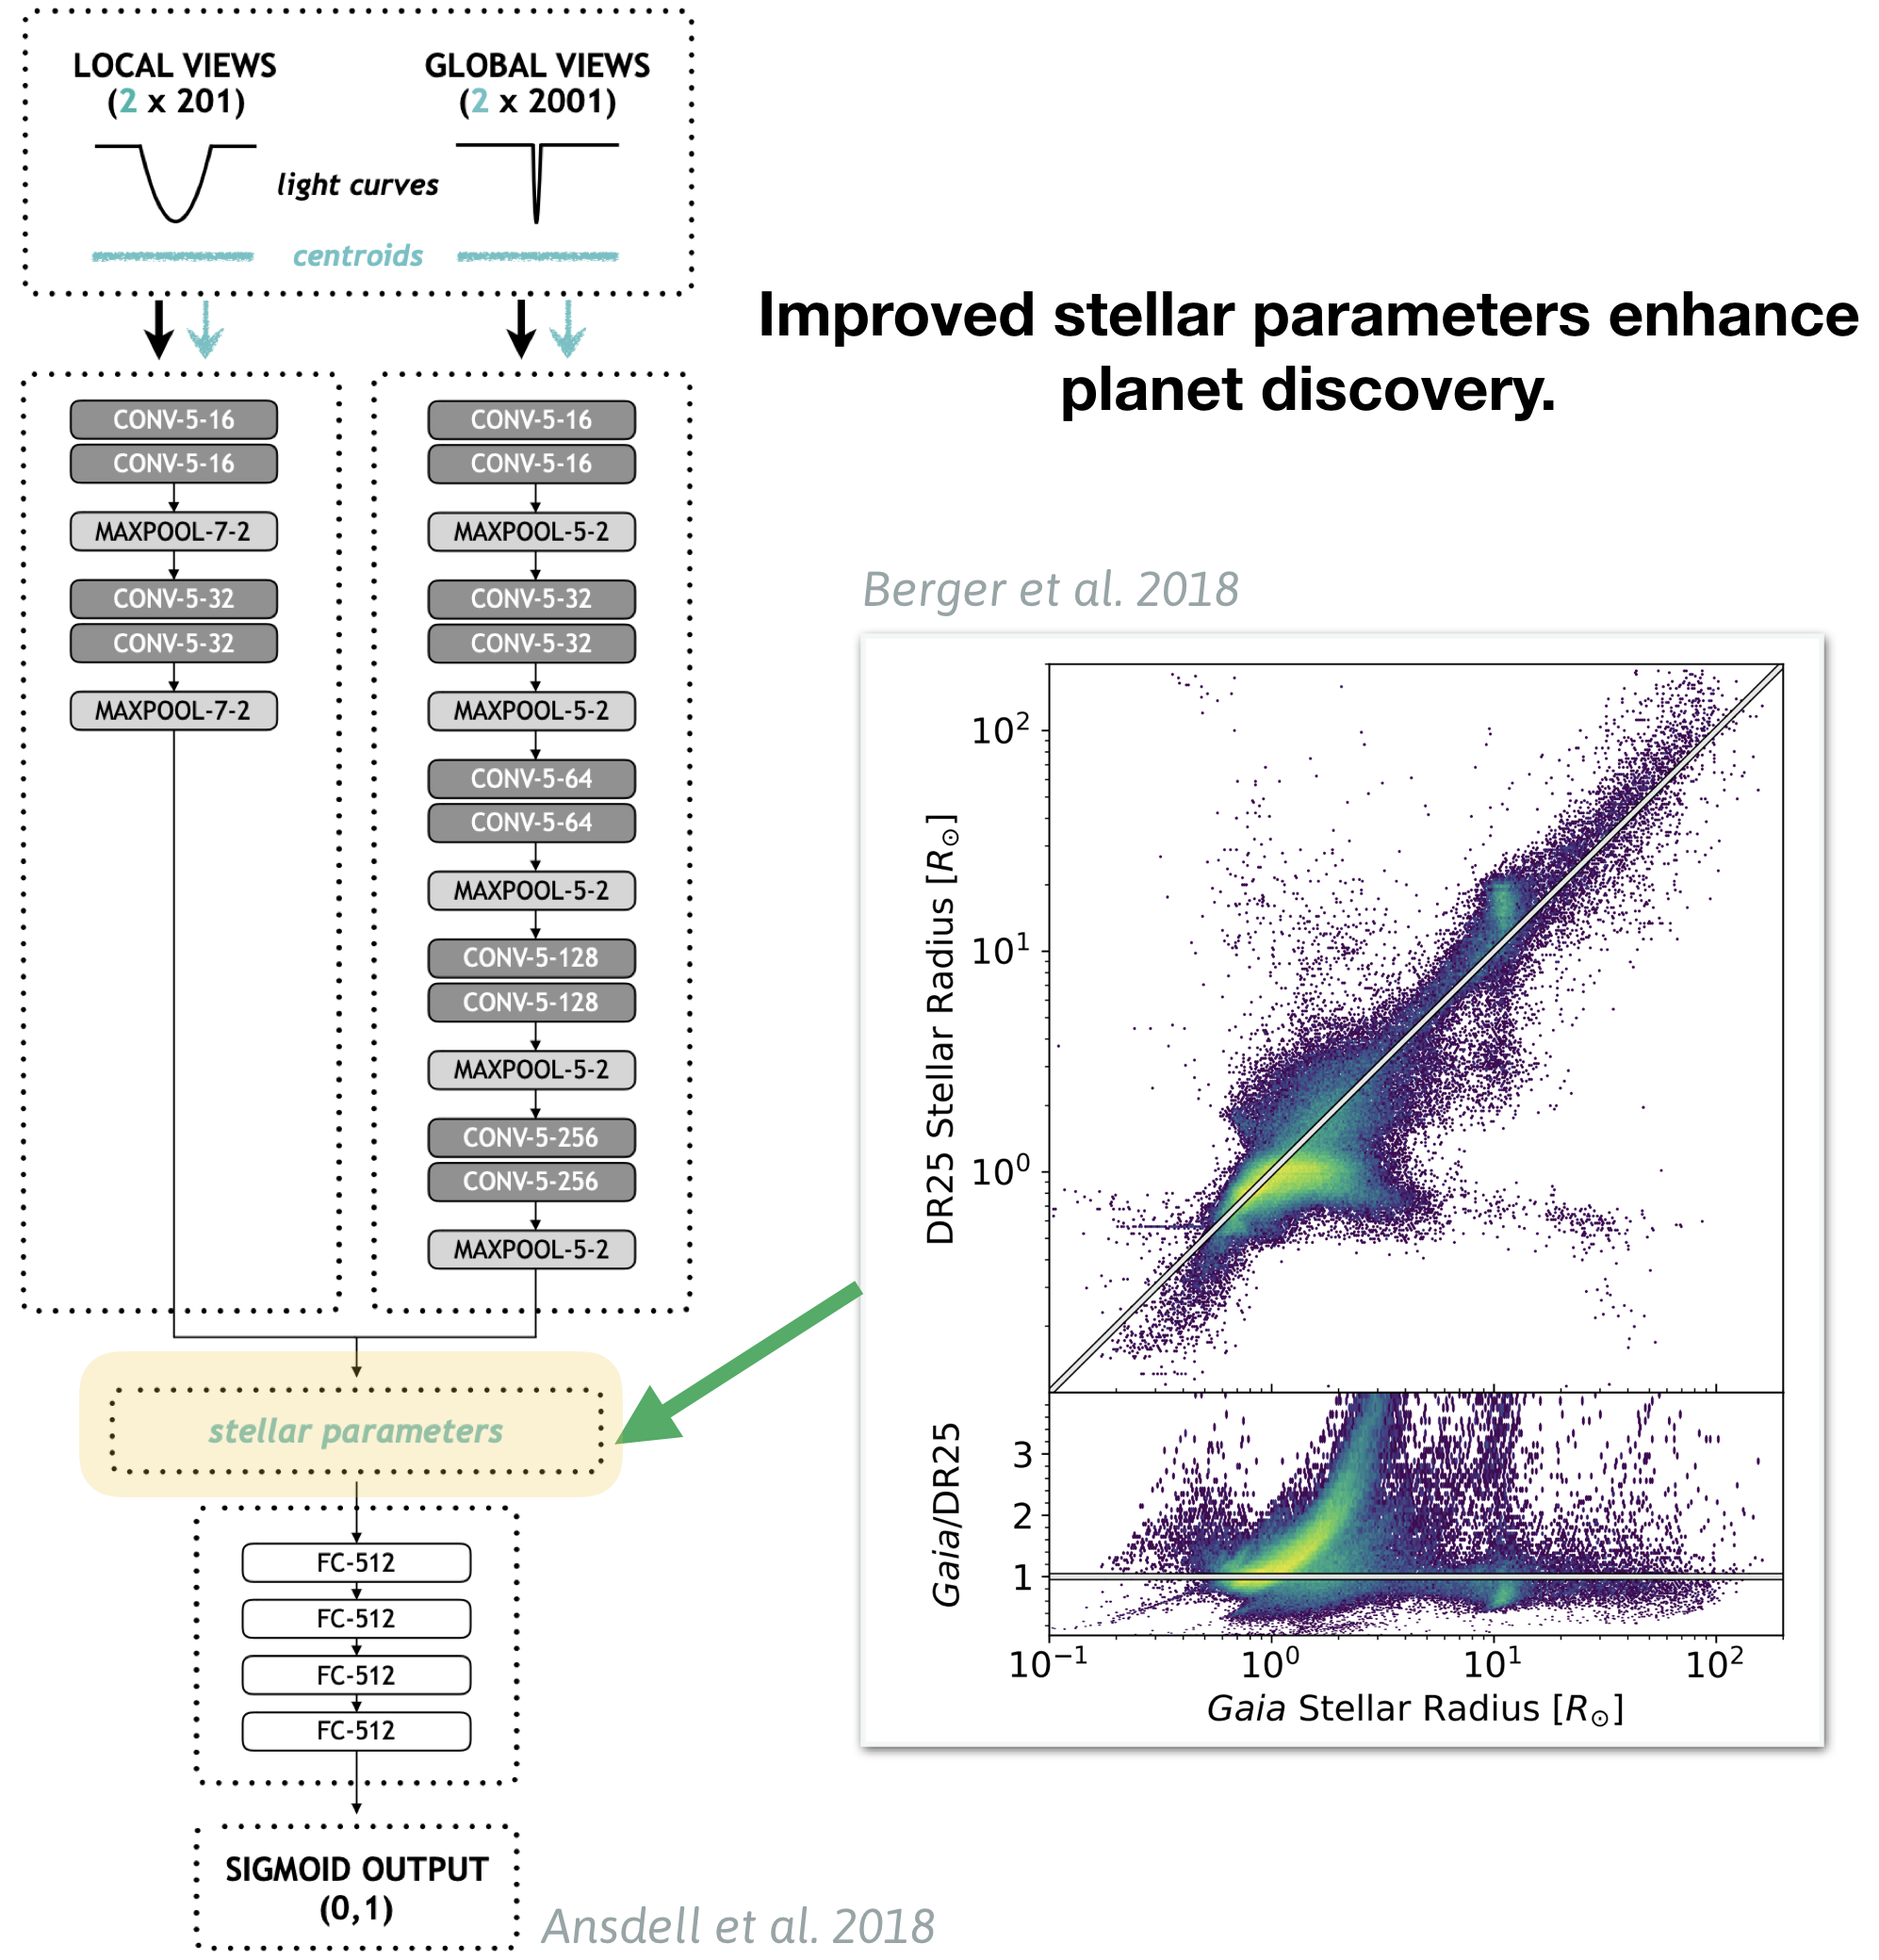 LOCAL VIEWS
(2 x 201)
GLOBAL VIEWS
(2 x 2001)
light curves
centroids
CONV-5-16
CONV-5-16
MAXPOOL-7-2
CONV-5-32
CONV-5-32
MAXPOOL-7-2
CONV-5-16
CONV-5-16
MAXPOOL-5-2
CONV-5-32
CONV-5-32
MAXPOOL-5-2
CONV-5-64
CONV-5-64
MAXPOOL-5-2
CONV-5-128
CONV-5-128
MAXPOOL-5-2
CONV-5-256
CONV-5-256
MAXPOOL-5-2
stellar parameters
FC-512
FC-512
FC-512
FC-512
SIGMOID OUTPUT
(0,1)
Ansdell et al. 2018
Improved stellar parameters enhance
planet discovery.
Berger et al. 2018
DR25 Stellar Radius [R⊙]
10²
10¹
10⁰
Gaia/DR25
3
2
1
10⁻¹ 10⁰ 10¹ 10²
Gaia Stellar Radius [R⊙]